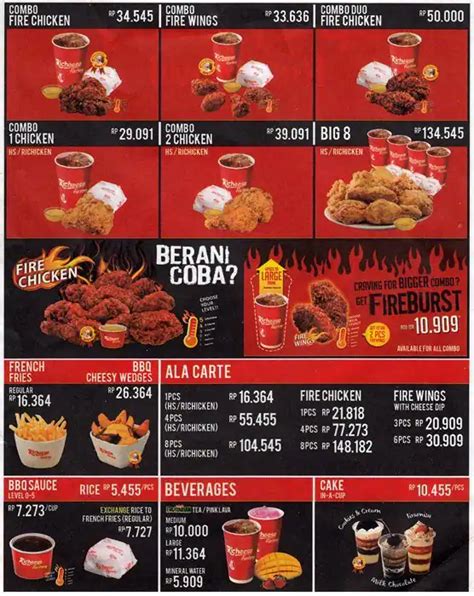 COMBO
FIRE CHICKEN
RP 34.545
COMBO
FIRE WINGS
RP 33.636
COMBO DUO
FIRE CHICKEN
RP 50.000
COMBO
1 CHICKEN
RP 29.091
HS / RICHICKEN
COMBO
2 CHICKEN
RP 39.091
HS / RICHICKEN
BIG 8
RP 134.545
HS / RICHICKEN
FIRE
CHICKEN
BERANI
COBA?
CHOOSE
YOUR
LEVEL!!
LARGE
CRAVING FOR BIGGER COMBO?
GET FIREBURST
10.909
AVAILABLE FOR ALL COMBO
FIRE
WINGS
2 PCS
FRENCH
FRIES
REGULAR
RP 16.364
BBQ
CHEESY WEDGES
RP 26.364
ALA CARTE
1PCS
(HS/RICHICKEN)
RP 16.364
4PCS
(HS/RICHICKEN)
RP 55.455
8PCS
(HS/RICHICKEN)
RP 104.545
FIRE CHICKEN
1PCS RP 21.818
4PCS RP 77.273
8PCS RP 148.182
FIRE WINGS
WITH CHEESE DIP
3PCS RP 20.909
6PCS RP 30.909
BBQ SAUCE
LEVEL 0-5
RP 7.273/CUP
RICE RP 5.455/PCS
EXCHANGE RICE TO
FRENCH FRIES (REGULAR)
RP 7.727
BEVERAGES
TEA / PINK LAVA
MEDIUM
RP 10.000
LARGE
RP 11.364
MINERAL WATER
RP 5.909
CAKE
IN-A-CUP
RP 10.455/PCS
Cookies & Cream
Tiramisu
Milk Chocolate